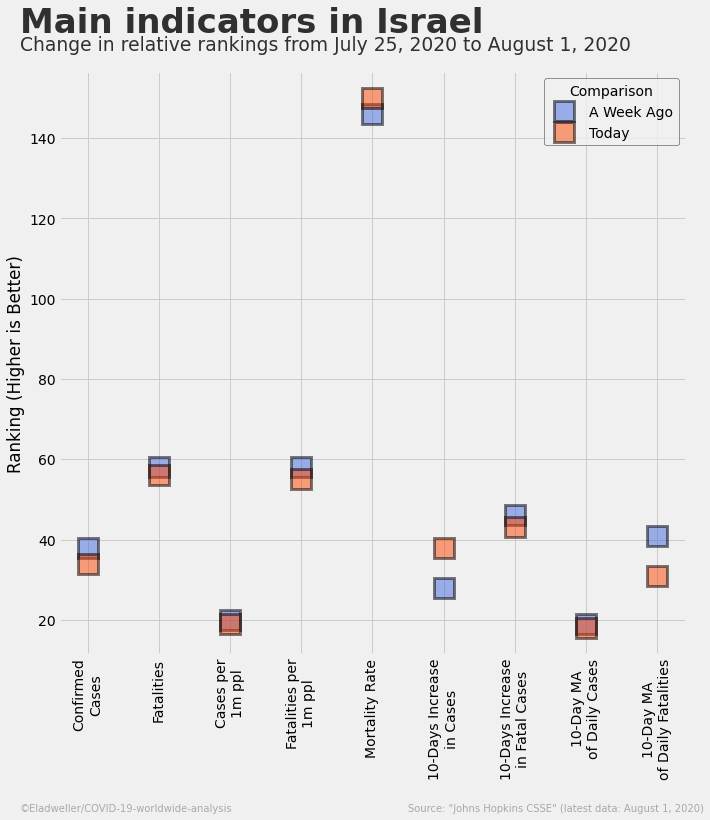 Main indicators in Israel
Change in relative rankings from July 25, 2020 to August 1, 2020
Comparison
A Week Ago
Today
Ranking (Higher is Better)
140
120
100
80
60
40
20
Confirmed
Cases
Fatalities
Cases per
1m ppl
Fatalities per
1m ppl
Mortality Rate
10-Days Increase
in Cases
10-Days Increase
in Fatal Cases
10-Day MA
of Daily Cases
10-Day MA
of Daily Fatalities
©Eladweller/COVID-19-worldwide-analysis
Source: "Johns Hopkins CSSE" (latest data: August 1, 2020)